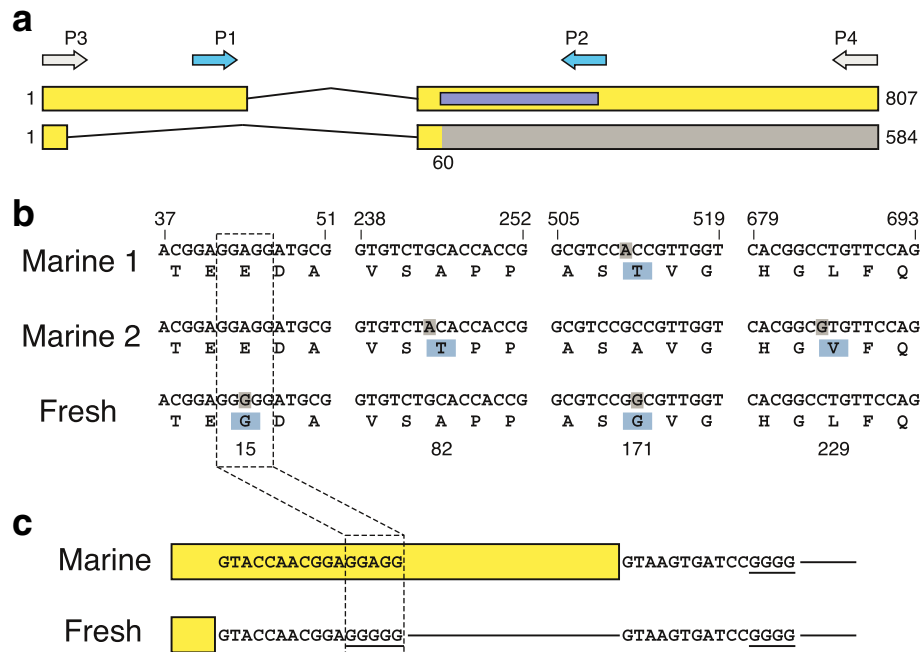 a
P3 P1 P2 P4
1 807
1 584
60
b
37 51 238 252 505 519 679 693
Marine 1 ACGGAGGAGGATGCG GTGTCTGCACCACCG GCGTCCACCGTTGGT CACGGCCTGTTCCAG
T E E D A V S A P P A S T V G H G L F Q
Marine 2 ACGGAGGAGGATGCG GTGTCTACACCACCG GCGTCCGCCGTTGGT CACGGCGTGTTCCAG
T E E D A V S T P P A S A V G H G V F Q
Fresh ACGGAGGGGGATGCG GTGTCTGCACCACCG GCGTCCGGCGTTGGT CACGGCCTGTTCCAG
T E G D A V S A P P A S G V G H G L F Q
15 82 171 229
c
Marine GTACCAACGGAGGAGG GTAAGTGATCCGGGG
Fresh GTACCAACGGAGGGGG GTAAGTGATCCGGGG